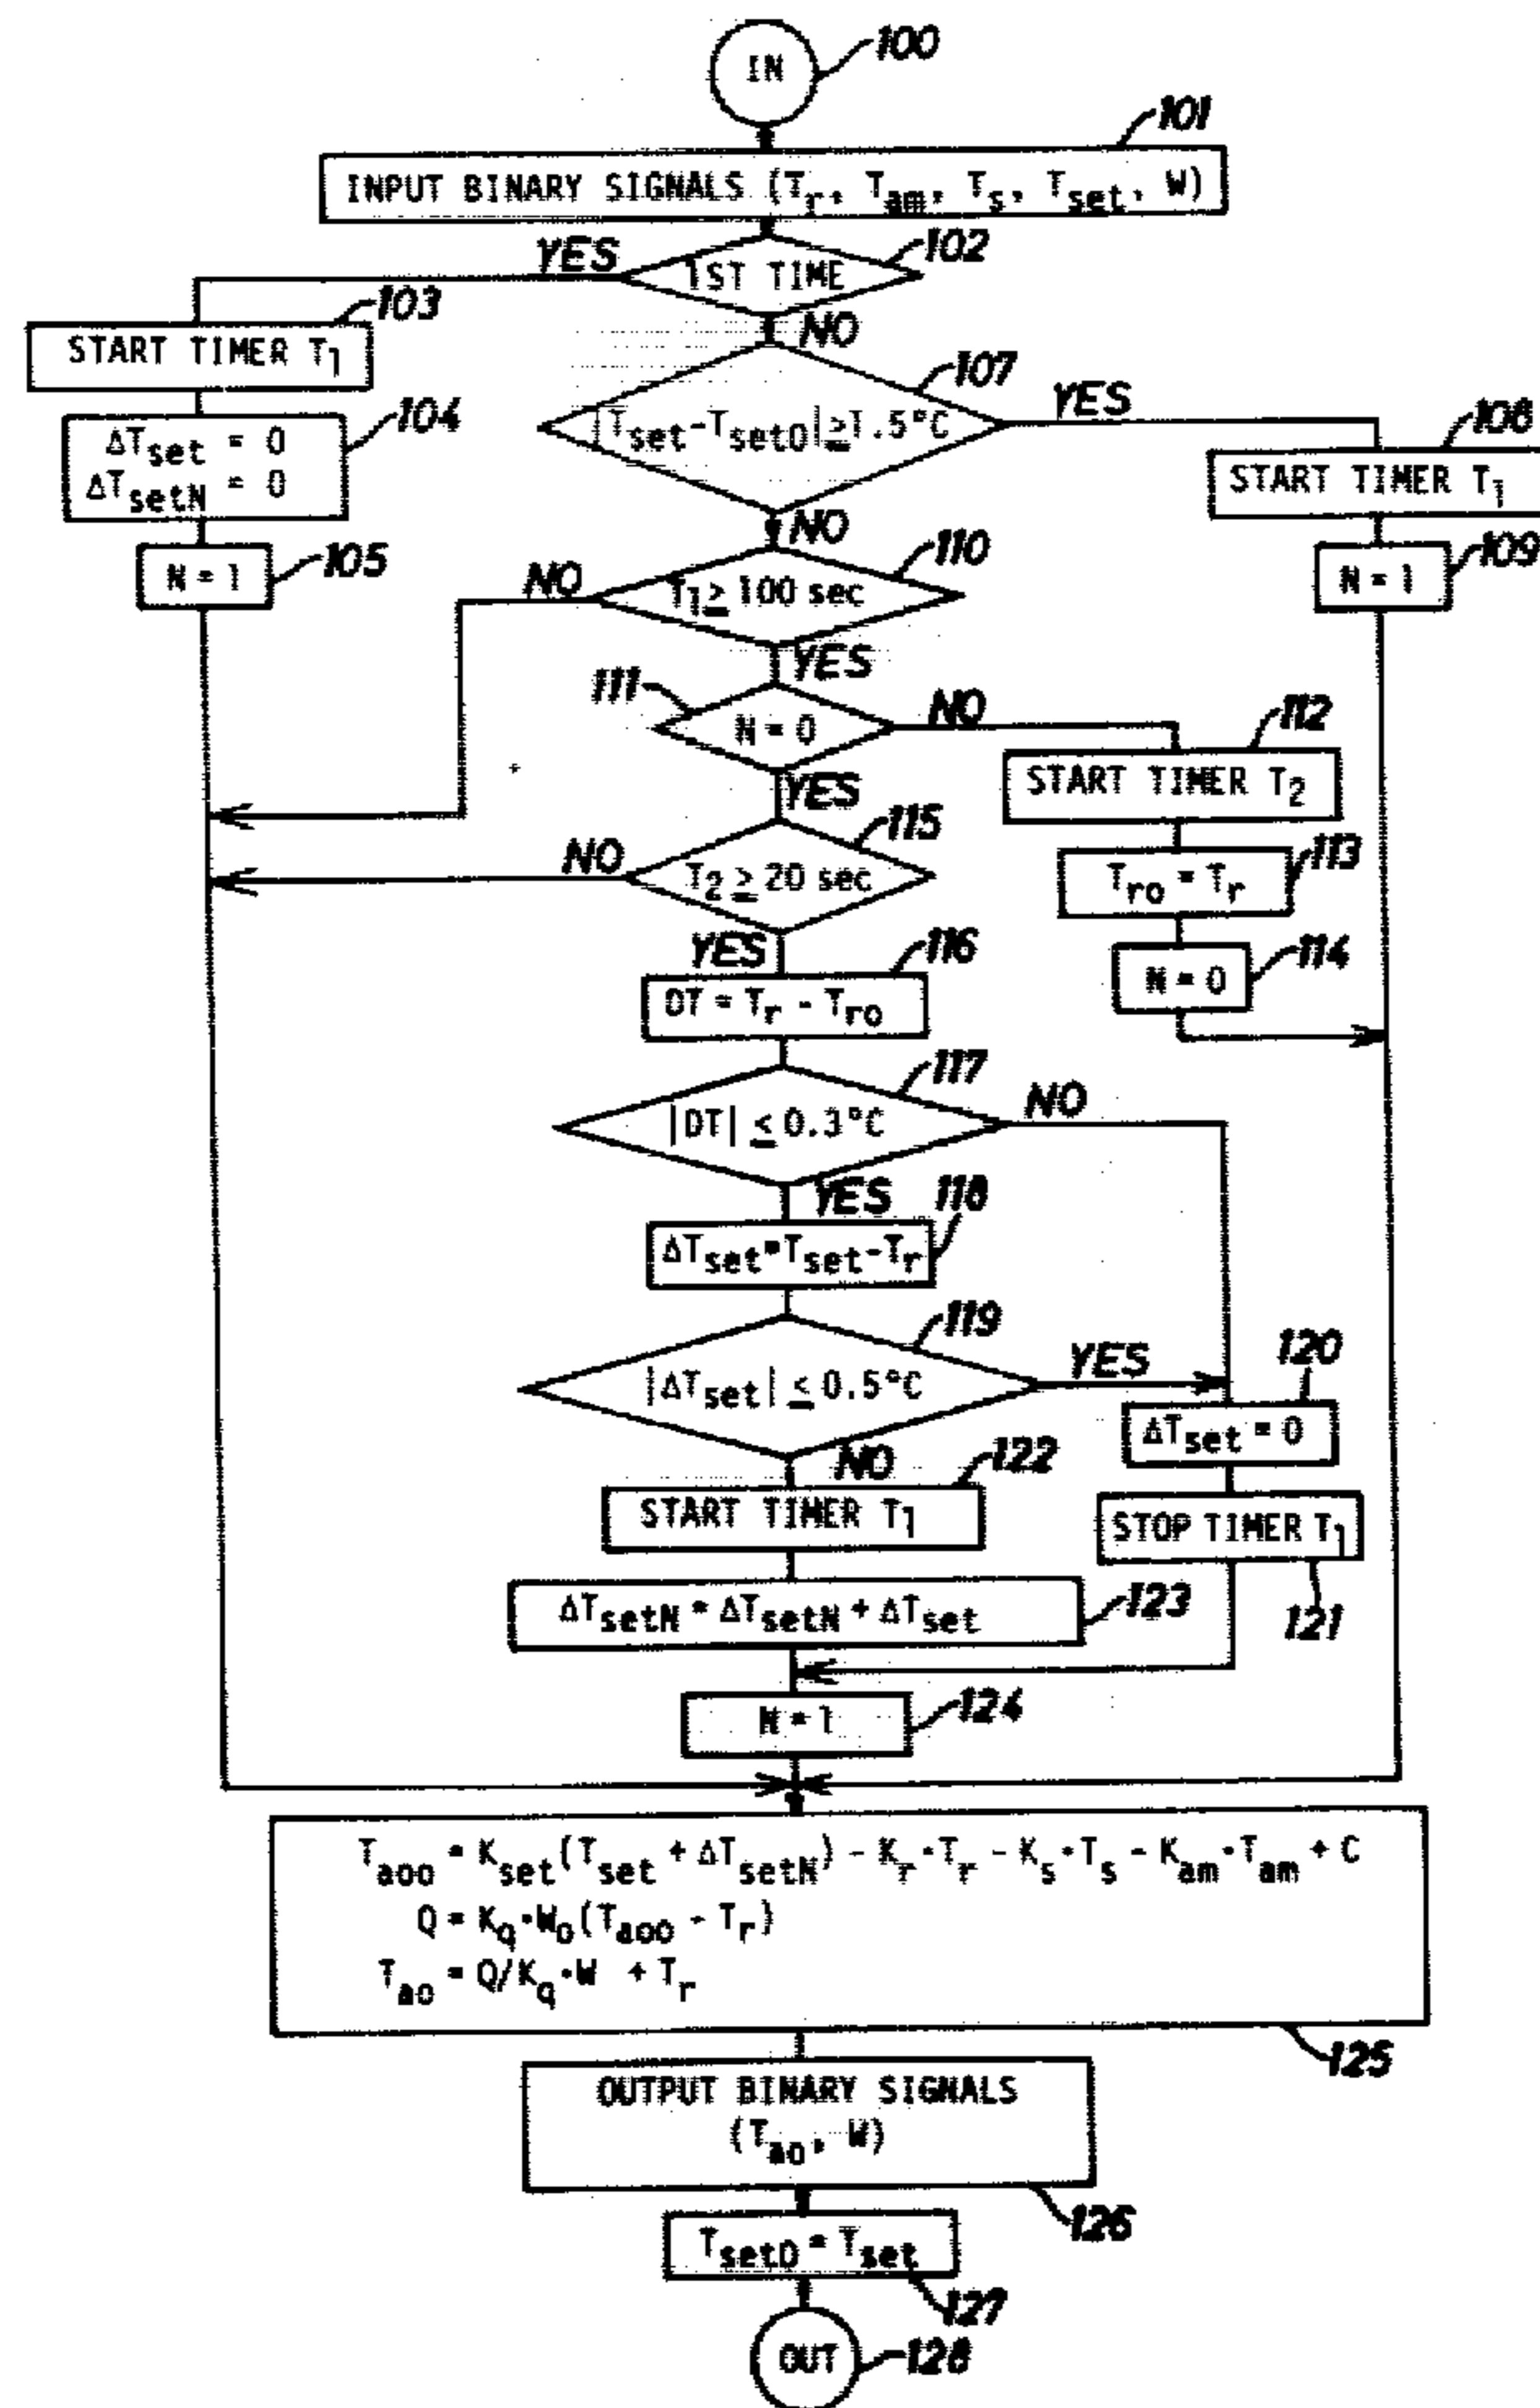 IN 100
101
INPUT BINARY SIGNALS (Tr, Tam, Ts, Tset, W)
YES 1ST TIME 102
103 NO
START TIMER T1
107
|Tset-TsetO|≥1.5°C YES
104 108
ΔTset = 0
ΔTsetN = 0
START TIMER T1
NO
N = 1 105
110
NO T1≥100 sec
N = 1 109
YES
111 N = 0 NO
112
START TIMER T2
YES
115
NO T2≥20 sec
Tro = Tr 113
YES 116
N = 0 114
DT = Tr - Tro
117
|DT|≤0.3°C NO
YES 118
ΔTset=Tset-Tr
119
|ΔTset|≤0.5°C YES
120
ΔTset = 0
NO 122
START TIMER T1
STOP TIMER T1
121
ΔTsetN = ΔTsetN + ΔTset 123
N = 1 124
Taoo = Kset(Tset + ΔTsetN) - Kr·Tr - Ks·Ts - Kam·Tam + C
Q = Kq·Wo(Taoo - Tr)
Tao = Q/Kq·W + Tr
125
OUTPUT BINARY SIGNALS
(Tao, W)
126
TsetO = Tset
127
OUT 128